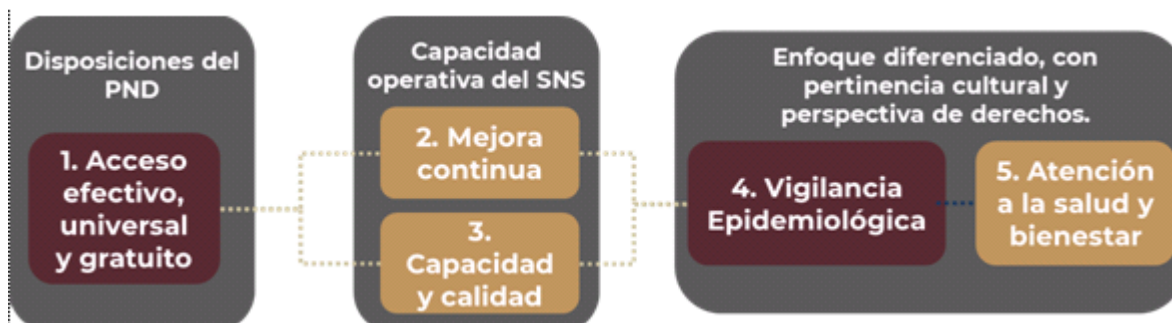 Disposiciones del
PND
1. Acceso
efectivo,
universal
y gratuito
Capacidad
operativa del SNS
2. Mejora
continua
3.
Capacidad
y calidad
Enfoque diferenciado, con
pertinencia cultural y
perspectiva de derechos.
4. Vigilancia
Epidemiológica
5. Atención
a la salud y
bienestar